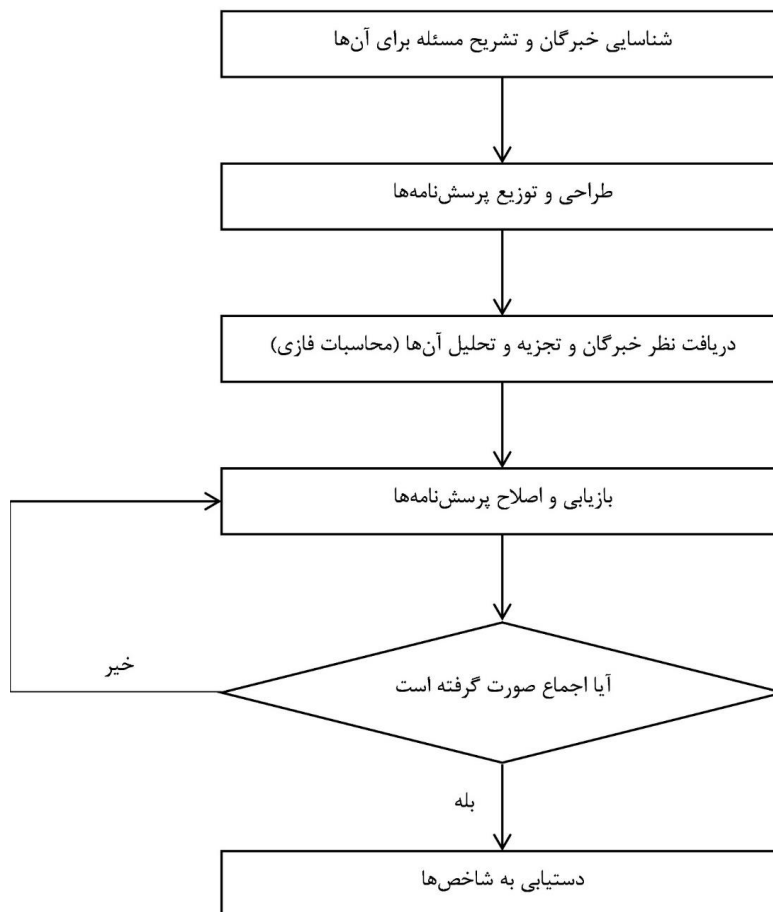 شناسایی خبرگان و تشریح مسئله برای آن‌ها
طراحی و توزیع پرسش‌نامه‌ها
دریافت نظر خبرگان و تجزیه و تحلیل آن‌ها (محاسبات فازی)
بازیابی و اصلاح پرسش‌نامه‌ها
آیا اجماع صورت گرفته است
خیر
بله
دستیابی به شاخص‌ها